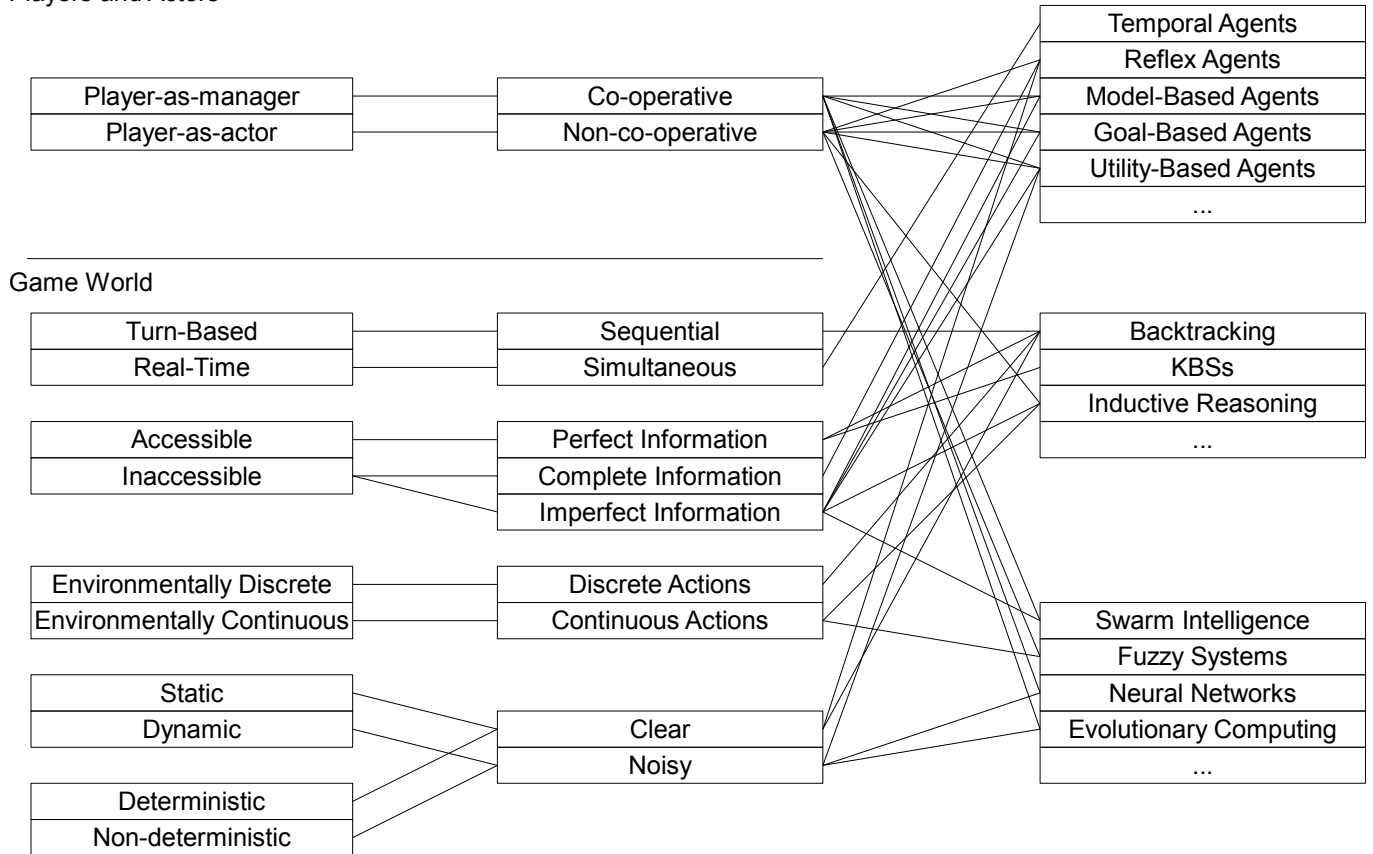 Players and Actors
Player-as-manager
Player-as-actor
Co-operative
Non-co-operative
Temporal Agents
Reflex Agents
Model-Based Agents
Goal-Based Agents
Utility-Based Agents
...
Game World
Turn-Based
Real-Time
Sequential
Simultaneous
Backtracking
KBSs
Inductive Reasoning
...
Accessible
Inaccessible
Perfect Information
Complete Information
Imperfect Information
Environmentally Discrete
Environmentally Continuous
Discrete Actions
Continuous Actions
Swarm Intelligence
Fuzzy Systems
Neural Networks
Evolutionary Computing
...
Static
Dynamic
Clear
Noisy
Deterministic
Non-deterministic